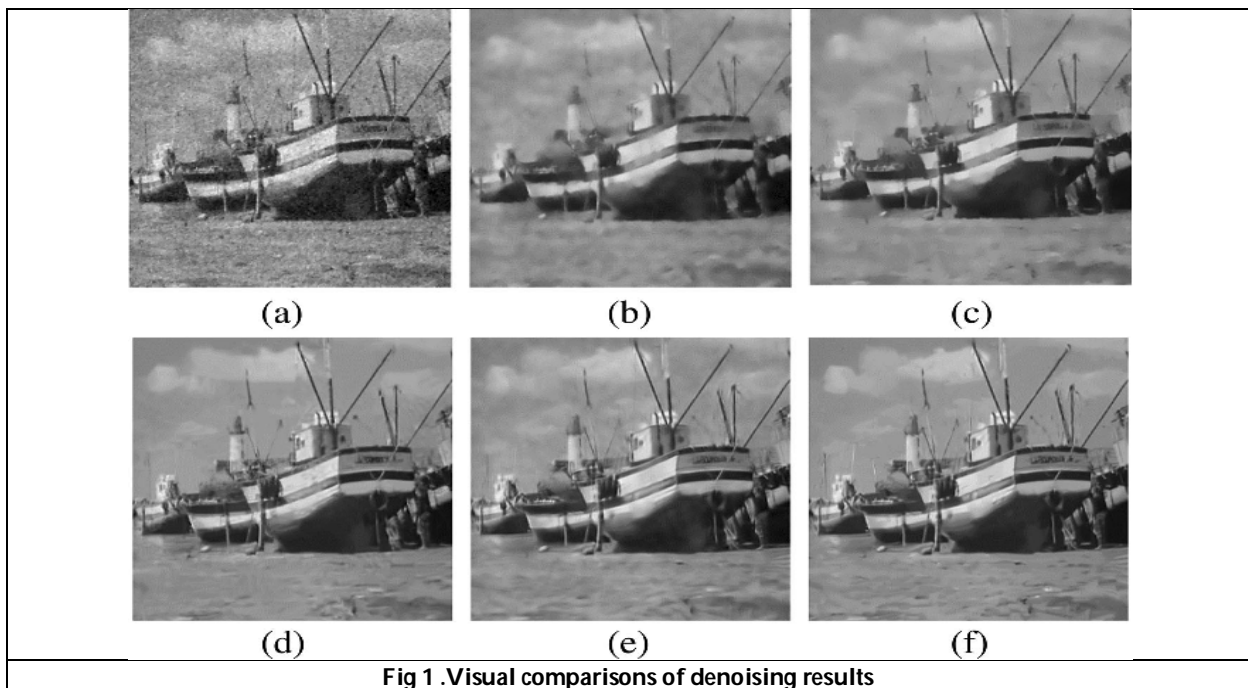 (a) (b) (c)
(d) (e) (f)
Fig 1 .Visual comparisons of denoising results